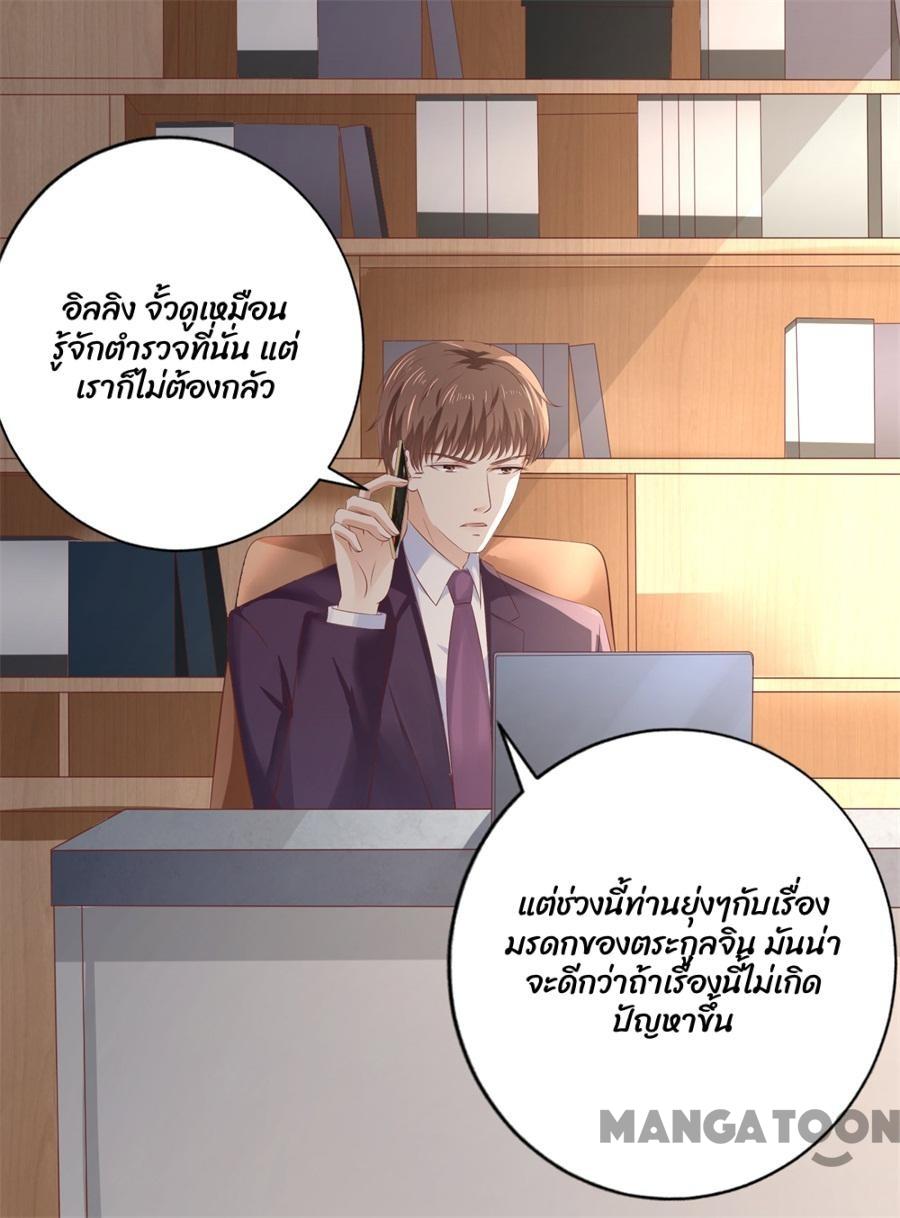 อิลลิง จั้วดูเหมือน
รู้จักตำรวจที่นั่น แต่
เราก็ไม่ต้องกลัว
แต่ช่วงนี้ท่านยุ่งๆกับเรื่อง
มรดกของตระกูลจิน มันน่า
จะดีกว่าถ้าเรื่องนี้ไม่เกิด
ปัญหาขึ้น
MANGATOON